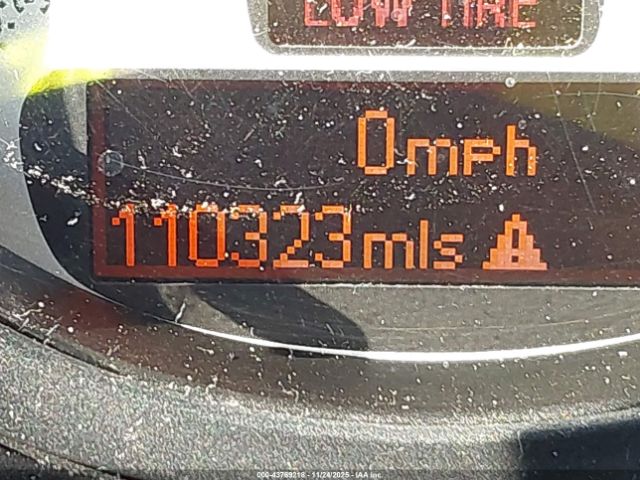 LOW TIRE
0mph
110323mls
000-43769218 - 11/24/2025 - IAA Inc.